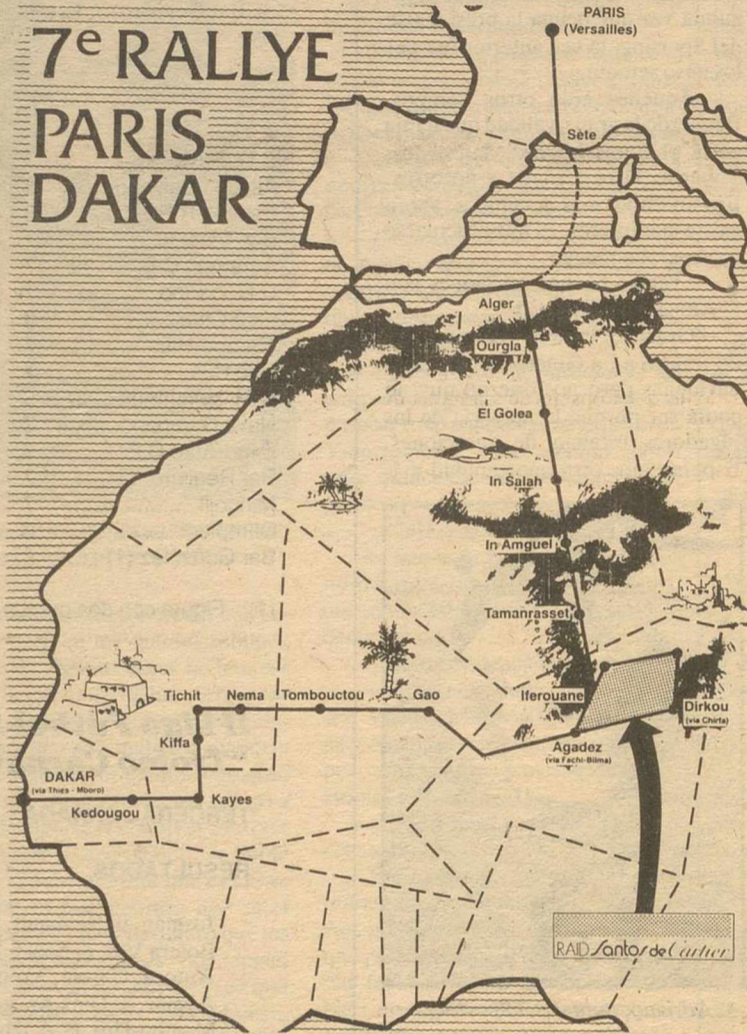 7e RALLYE
PARIS
DAKAR
PARIS
(Versailles)
Sète
Alger
Ourgla
El Golea
In Salah
In Amguel
Tamanrasset
Iferouane
Dirkou
(via Chirfa)
Agadez
(via Fachi-Bilma)
Gao
Tombouctou
Nema
Tichit
Kiffa
Kayes
Kedougou
DAKAR
(via Thies - Mboro)
RAID Santos de Cartier